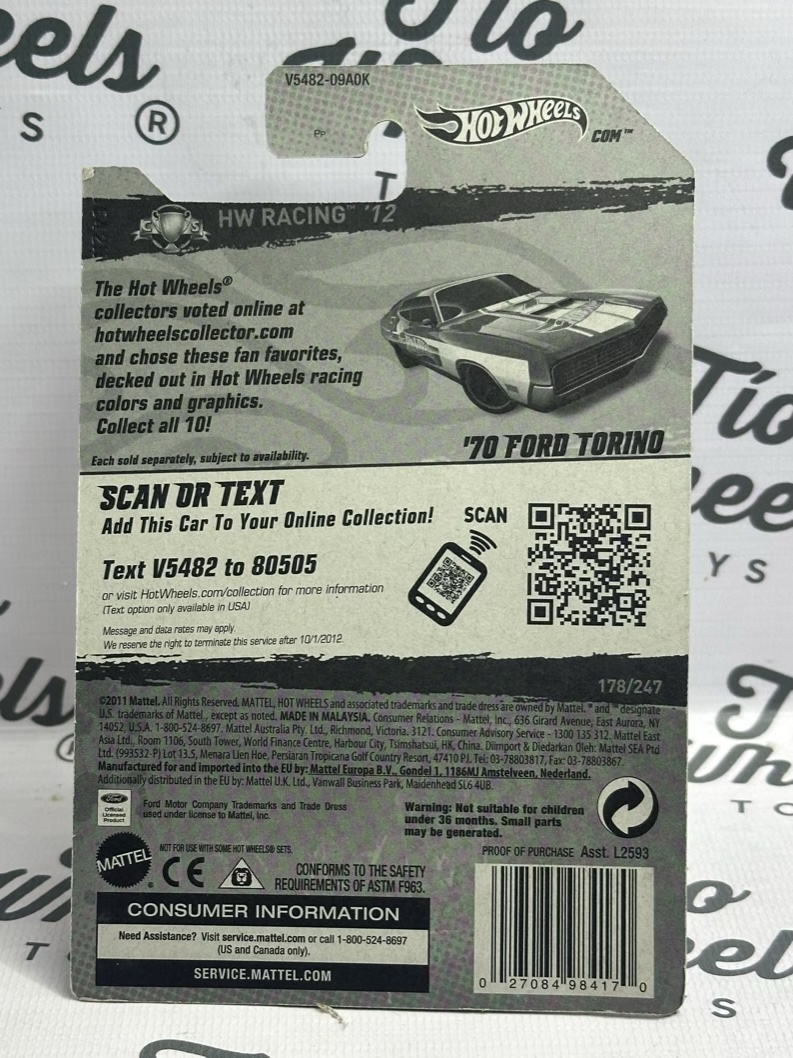 V5482-09A0K
Pp
HOT WHEELS
COM™
HW RACING™ '12
The Hot Wheels®
collectors voted online at
hotwheelscollector.com
and chose these fan favorites,
decked out in Hot Wheels racing
colors and graphics.
Collect all 10!
Each sold separately, subject to availability.
'70 FORD TORINO
SCAN OR TEXT
Add This Car To Your Online Collection!
SCAN
Text V5482 to 80505
or visit HotWheels.com/collection for more information
(Text option only available in USA)
Message and data rates may apply.
We reserve the right to terminate this service after 10/1/2012.
178/247
©2011 Mattel. All Rights Reserved. MATTEL, HOT WHEELS and associated trademarks and trade dress are owned by Mattel. ® and ™ designate
U.S. trademarks of Mattel, except as noted. MADE IN MALAYSIA. Consumer Relations - Mattel, Inc., 636 Girard Avenue, East Aurora, NY
14052, U.S.A. 1-800-524-8697. Mattel Australia Pty. Ltd., Richmond, Victoria. 3121. Consumer Advisory Service - 1300 135 312. Mattel East
Asia Ltd., Room 1106, South Tower, World Finance Centre, Harbour City, Tsimshatsui, HK, China. Diimport & Diedarkan Oleh: Mattel SEA Ptd
Ltd. (993532-P) Lot 13.5, Menara Lien Hoe, Persiaran Tropicana Golf Country Resort, 47410 PJ. Tel: 03-78803817, Fax: 03-78803867.
Manufactured for and imported into the EU by: Mattel Europa B.V., Gondel 1, 1186MJ Amstelveen, Nederland.
Additionally distributed in the EU by: Mattel U.K. Ltd., Vanwall Business Park, Maidenhead SL6 4UB.
Ford
Official
Licensed
Product
Ford Motor Company Trademarks and Trade Dress
used under license to Mattel, Inc.
Warning: Not suitable for children
under 36 months. Small parts
may be generated.
MATTEL
NOT FOR USE WITH SOME HOT WHEELS® SETS.
CE
CONFORMS TO THE SAFETY
REQUIREMENTS OF ASTM F963.
PROOF OF PURCHASE Asst. L2593
CONSUMER INFORMATION
Need Assistance? Visit service.mattel.com or call 1-800-524-8697
(US and Canada only).
SERVICE.MATTEL.COM
0 27084 98417 0